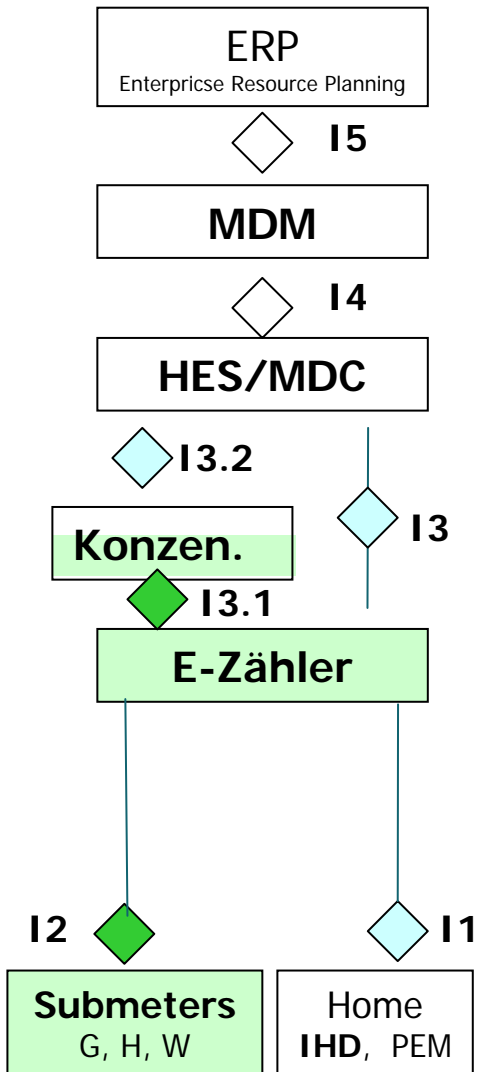 ERP
Enterpricse Resource Planning
I5
MDM
I4
HES/MDC
I3.2
I3
Konzen.
I3.1
E-Zähler
I2
I1
Submeters
G, H, W
Home
IHD, PEM